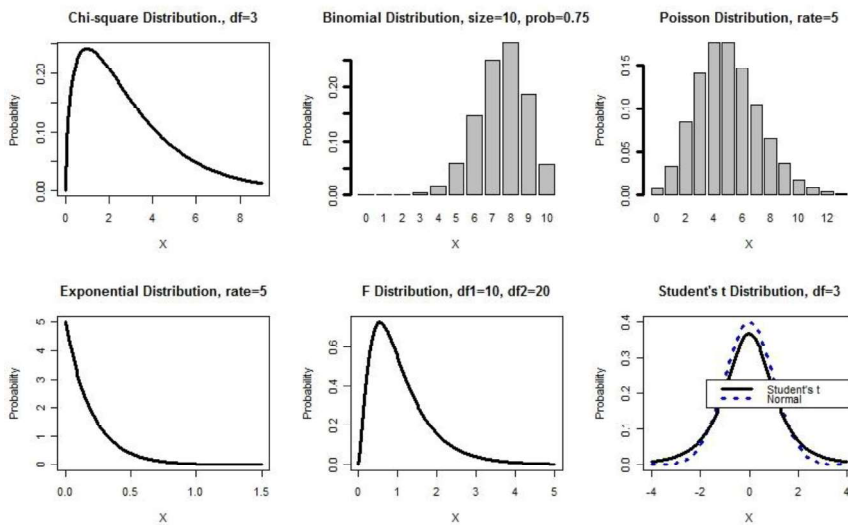 Chi-square Distribution., df=3
Probability
0.00 0.10 0.20
0 2 4 6 8
X
Binomial Distribution, size=10, prob=0.75
Probability
0.00 0.10 0.20
0 1 2 3 4 5 6 7 8 9 10
X
Poisson Distribution, rate=5
Probability
0.00 0.05 0.10 0.15
0 2 4 6 8 10 12
X
Exponential Distribution, rate=5
Probability
0 1 2 3 4 5
0.0 0.5 1.0 1.5
X
F Distribution, df1=10, df2=20
Probability
0.0 0.2 0.4 0.6
0 1 2 3 4 5
X
Student's t Distribution, df=3
Probability
0.0 0.1 0.2 0.3 0.4
Student's t
Normal
-4 -2 0 2 4
X